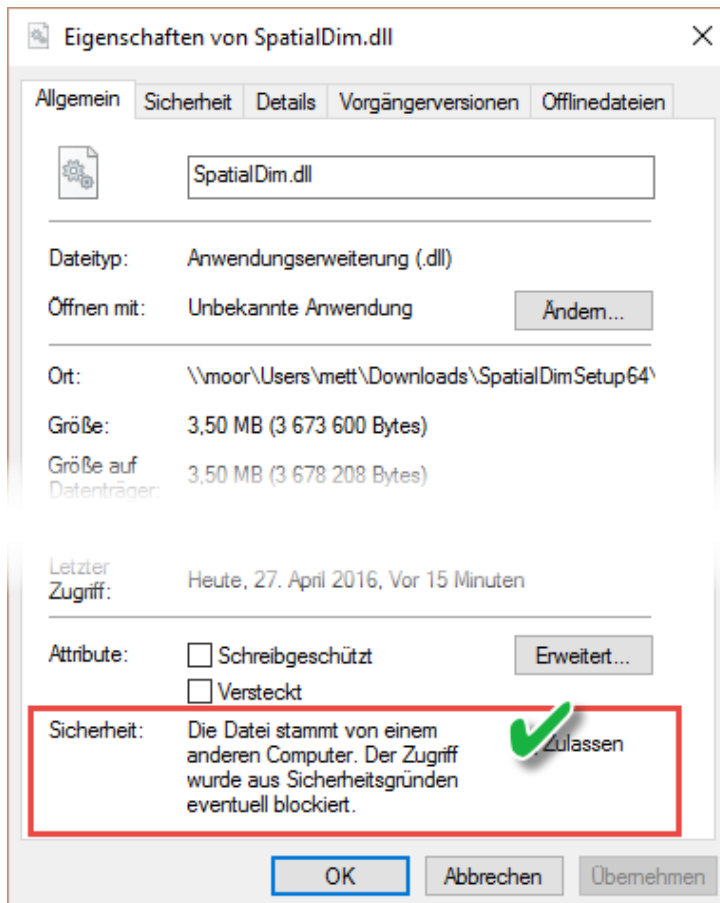 Eigenschaften von SpatialDim.dll
Allgemein Sicherheit Details Vorgängerversionen Offlinedateien
SpatialDim.dll
Dateityp: Anwendungserweiterung (.dll)
Öffnen mit: Unbekannte Anwendung Ändern...
Ort: \\moor\Users\mett\Downloads\SpatialDimSetup64\
Größe: 3,50 MB (3 673 600 Bytes)
Größe auf 3,50 MB (3 678 208 Bytes)
Datenträger:
Letzter
Zugriff: Heute, 27. April 2016, Vor 15 Minuten
Attribute: Schreibgeschützt Erweitert...
Versteckt
Sicherheit: Die Datei stammt von einem
anderen Computer. Der Zugriff Zulassen
wurde aus Sicherheitsgründen
eventuell blockiert.
OK Abbrechen Übernehmen